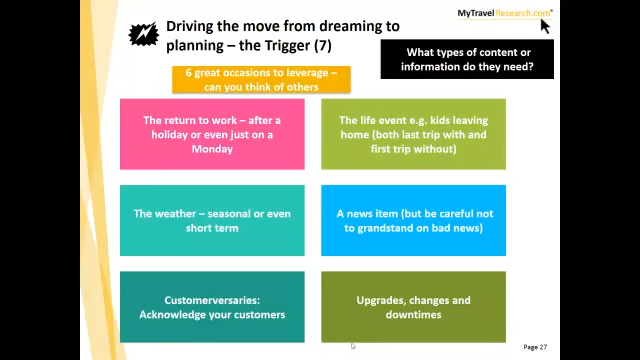 MyTravelResearch.com®
Driving the move from dreaming to
planning – the Trigger (7)
What types of content or
information do they need?
6 great occasions to leverage –
can you think of others
The return to work – after a
holiday or even just on a
Monday
The life event e.g. kids leaving
home (both last trip with and
first trip without)
The weather – seasonal or even
short term
A news item (but be careful not
to grandstand on bad news)
Customerversaries:
Acknowledge your customers
Upgrades, changes and
downtimes
Page 27